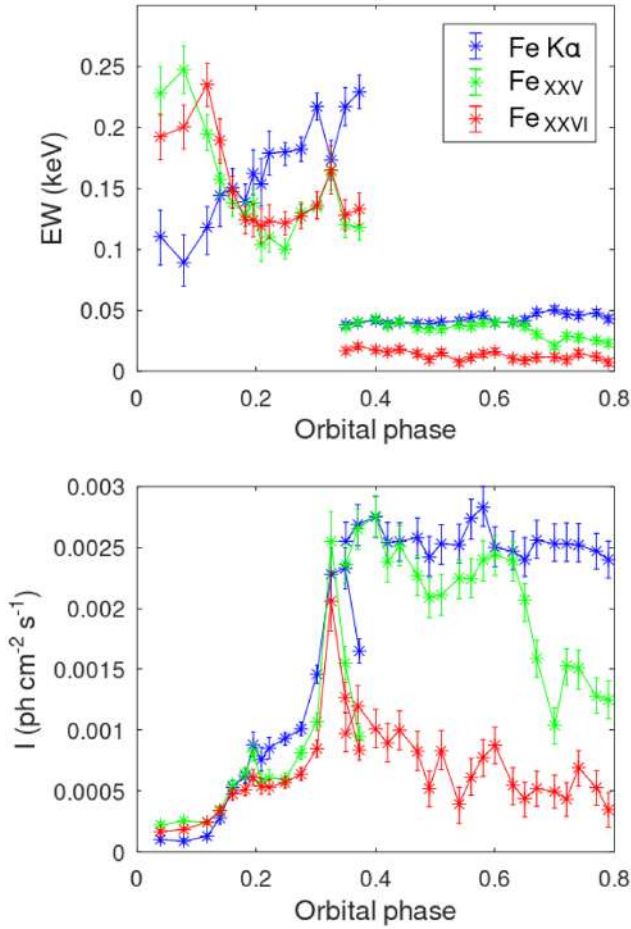 0.25
0.2
0.15
0.1
0.05
0
EW (keV)
Fe Kα
Fe XXV
Fe XXVI
0 0.2 0.4 0.6 0.8
Orbital phase
0.003
0.0025
0.002
0.0015
0.001
0.0005
0
I (ph cm⁻² s⁻¹)
0 0.2 0.4 0.6 0.8
Orbital phase